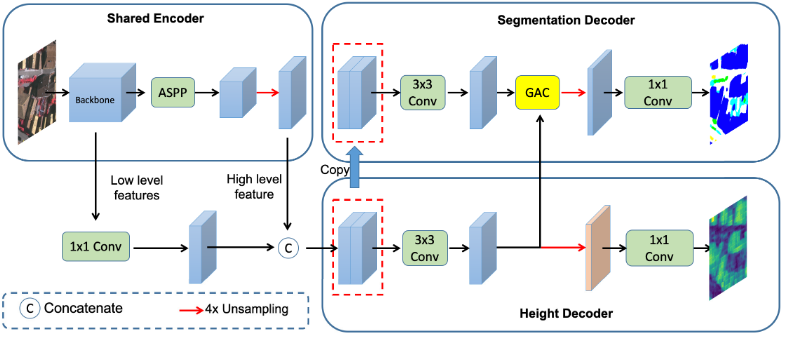 Shared Encoder
Backbone
ASPP
Low level
features
High level
feature
1x1 Conv
C
C Concatenate
4x Unsampling
Segmentation Decoder
3x3
Conv
GAC
1x1
Conv
Copy
3x3
Conv
1x1
Conv
Height Decoder